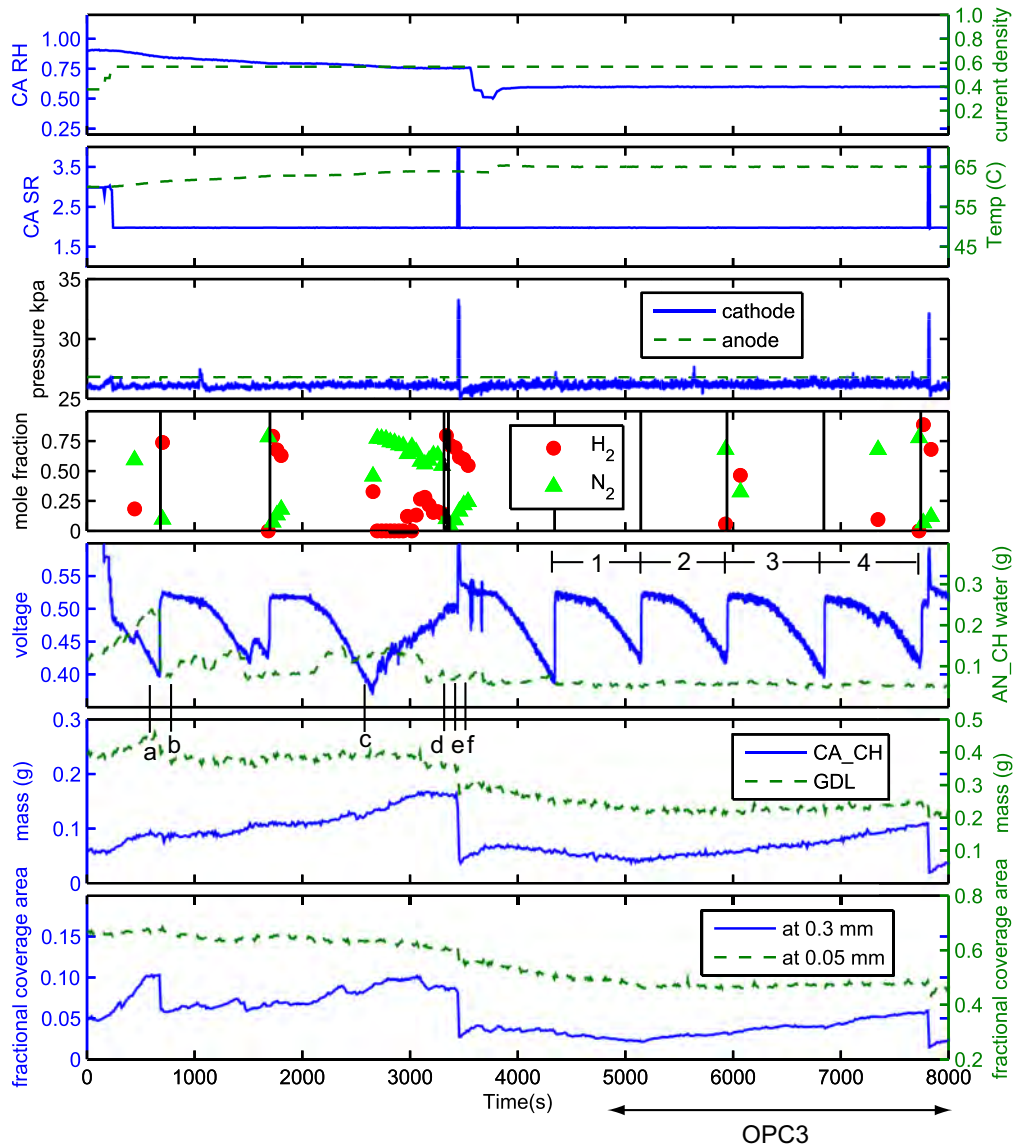 CA RH
1.00
0.75
0.50
0.25
1.0
0.8
0.6
0.4
0.2
current density
CA SR
3.5
2.5
1.5
65
55
45
Temp (C)
pressure kpa
35
30
25
cathode
anode
mole fraction
0.75
0.50
0.25
0
H2
N2
voltage
0.55
0.50
0.45
0.40
1 2 3 4
0.3
0.2
0.1
0
AN_CH water (g)
a b c d e f
mass (g)
0.3
0.2
0.1
0
CA_CH
GDL
0.5
0.4
0.3
0.2
0.1
mass (g)
fractional coverage area
0.15
0.10
0.05
0
at 0.3 mm
at 0.05 mm
0.8
0.6
0.4
0.2
fractional coverage area
0 1000 2000 3000 4000 5000 6000 7000 8000
Time(s)
OPC3